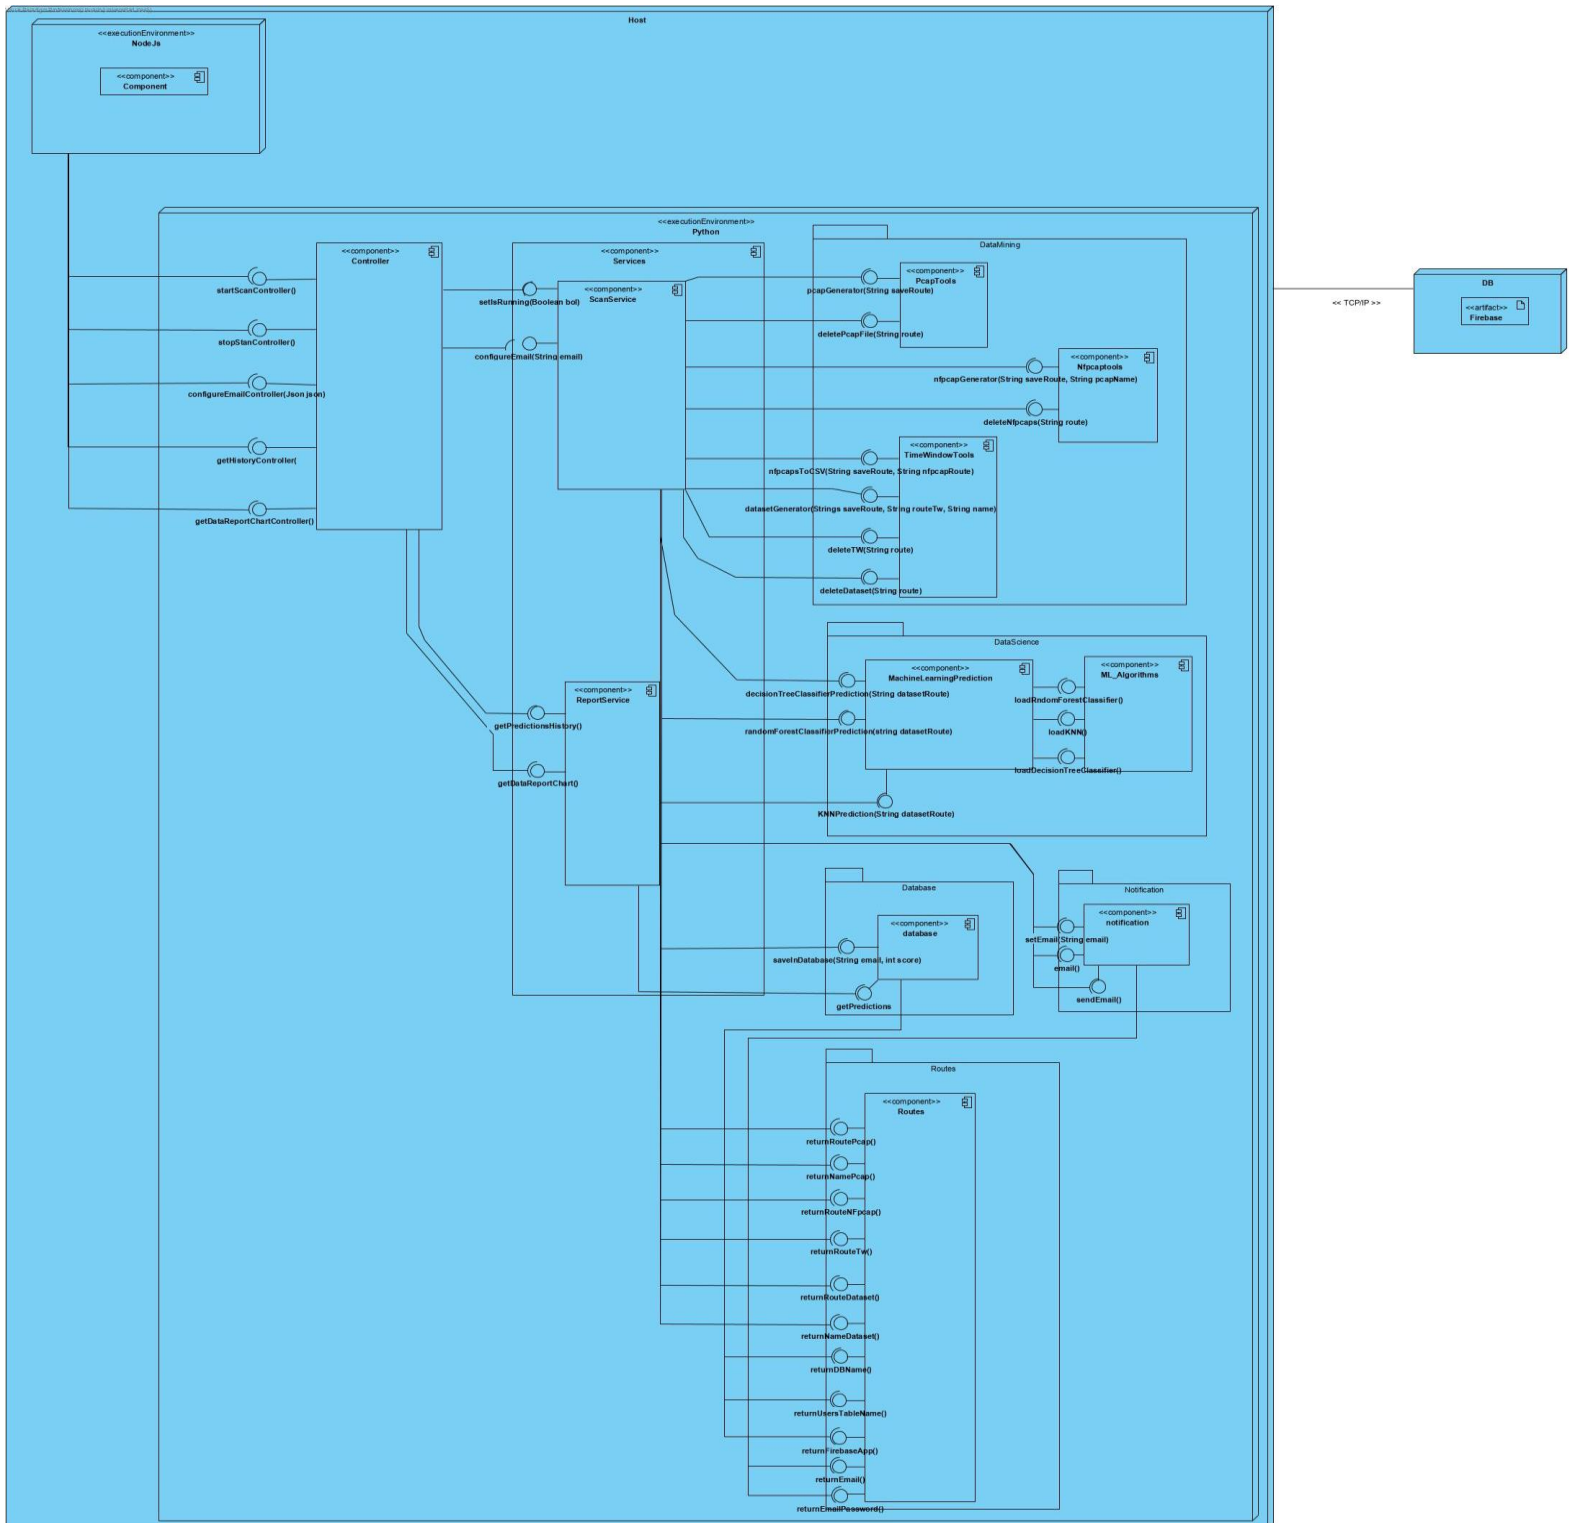 Host
<<executionEnvironment>>
NodeJs
<<component>>
Component
<<executionEnvironment>>
Python
<<component>>
Controller
startScanController()
stopStanController()
configureEmailController(Json json)
getHistoryController(
getDataReportChartController()
<<component>>
Services
<<component>>
ScanService
setIsRunning(Boolean bol)
configureEmail(String email)
<<component>>
ReportService
getPredictionsHistory()
getDataReportChart()
DataMining
<<component>>
PcapTools
pcapGenerator(String saveRoute)
deletePcapFile(String route)
<<component>>
Nfpcaptools
nfpcapGenerator(String saveRoute, String pcapName)
deleteNfpcaps(String route)
<<component>>
TimeWindowTools
nfpcapsToCSV(String saveRoute, String nfpcapRoute)
datasetGenerator(Strings saveRoute, String routeTw, String name)
deleteTW(String route)
deleteDataset(String route)
DataScience
<<component>>
MachineLearningPrediction
decisionTreeClassifierPrediction(String datasetRoute)
randomForestClassifierPrediction(string datasetRoute)
KNNPrediction(String datasetRoute)
<<component>>
ML_Algorithms
loadRndomForestClassifier()
loadKNN()
loadDecisionTreeClassifier()
Database
<<component>>
database
saveInDatabase(String email, int score)
getPredictions
Notification
<<component>>
notification
setEmail(String email)
email()
sendEmail()
Routes
<<component>>
Routes
returnRoutePcap()
returnNamePcap()
returnRouteNFpcap()
returnRouteTw()
returnRouteDataset()
returnNameDataset()
returnDBName()
returnUsersTableName()
returnFirebaseApp()
returnEmail()
returnEmailPassword()
<< TCP/IP >>
DB
<<artifact>>
Firebase